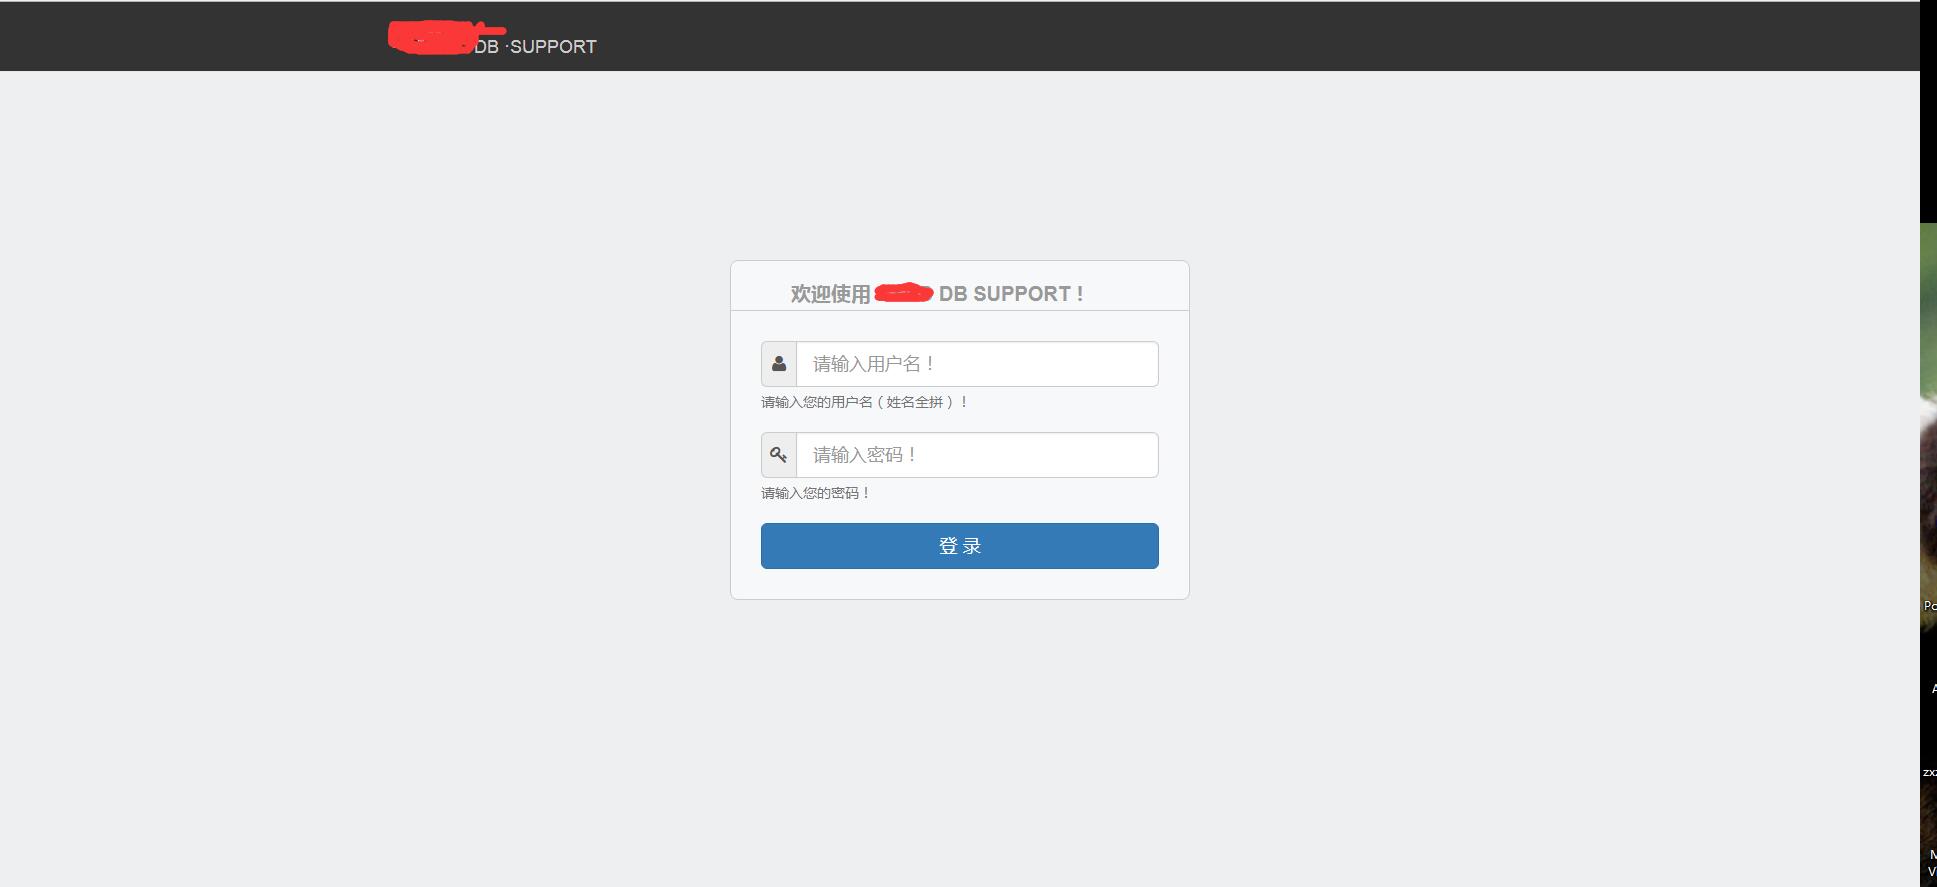 DB ·SUPPORT
欢迎使用 DB SUPPORT！
请输入用户名！
请输入您的用户名（姓名全拼）！
请输入密码！
请输入您的密码！
登 录
Po
A
zxz
M
V